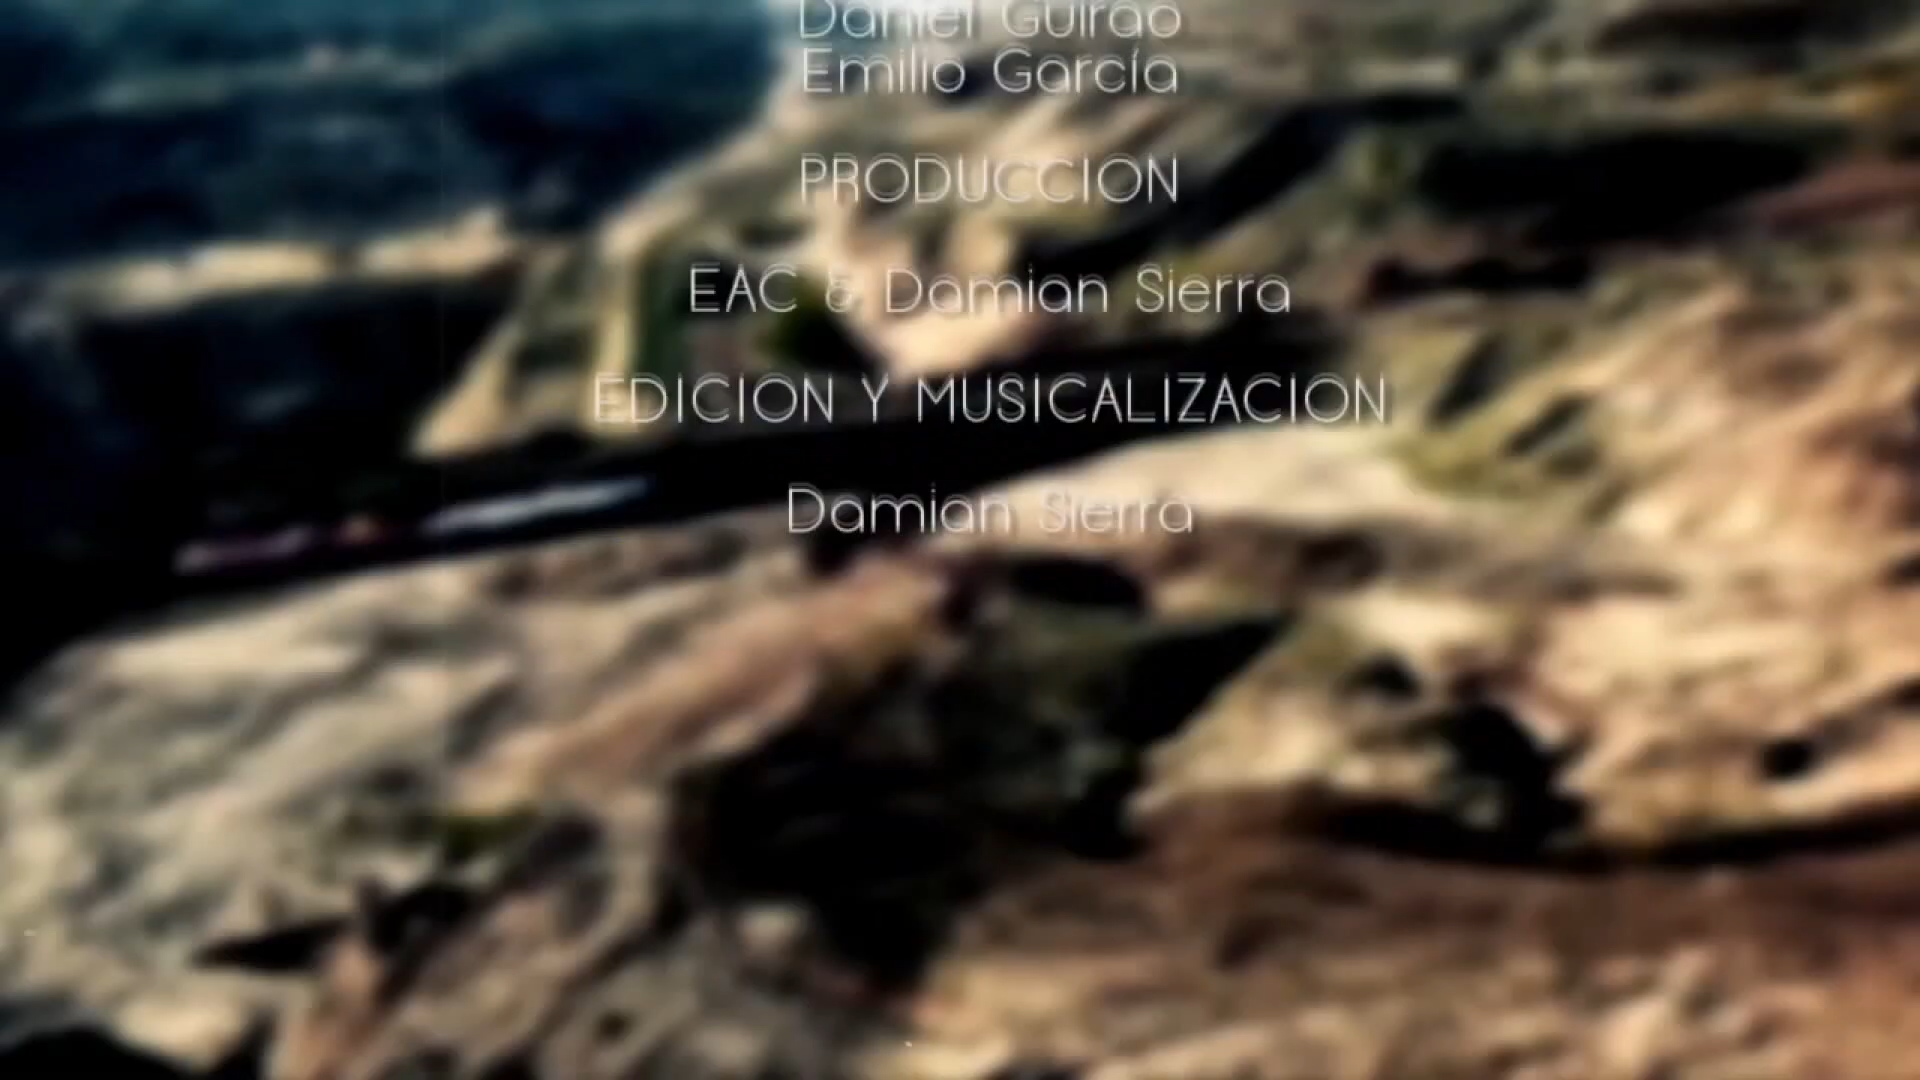 Daniel Guirao
Emilio García
PRODUCCION
EAC & Damian Sierra
EDICION Y MUSICALIZACION
Damian Sierra